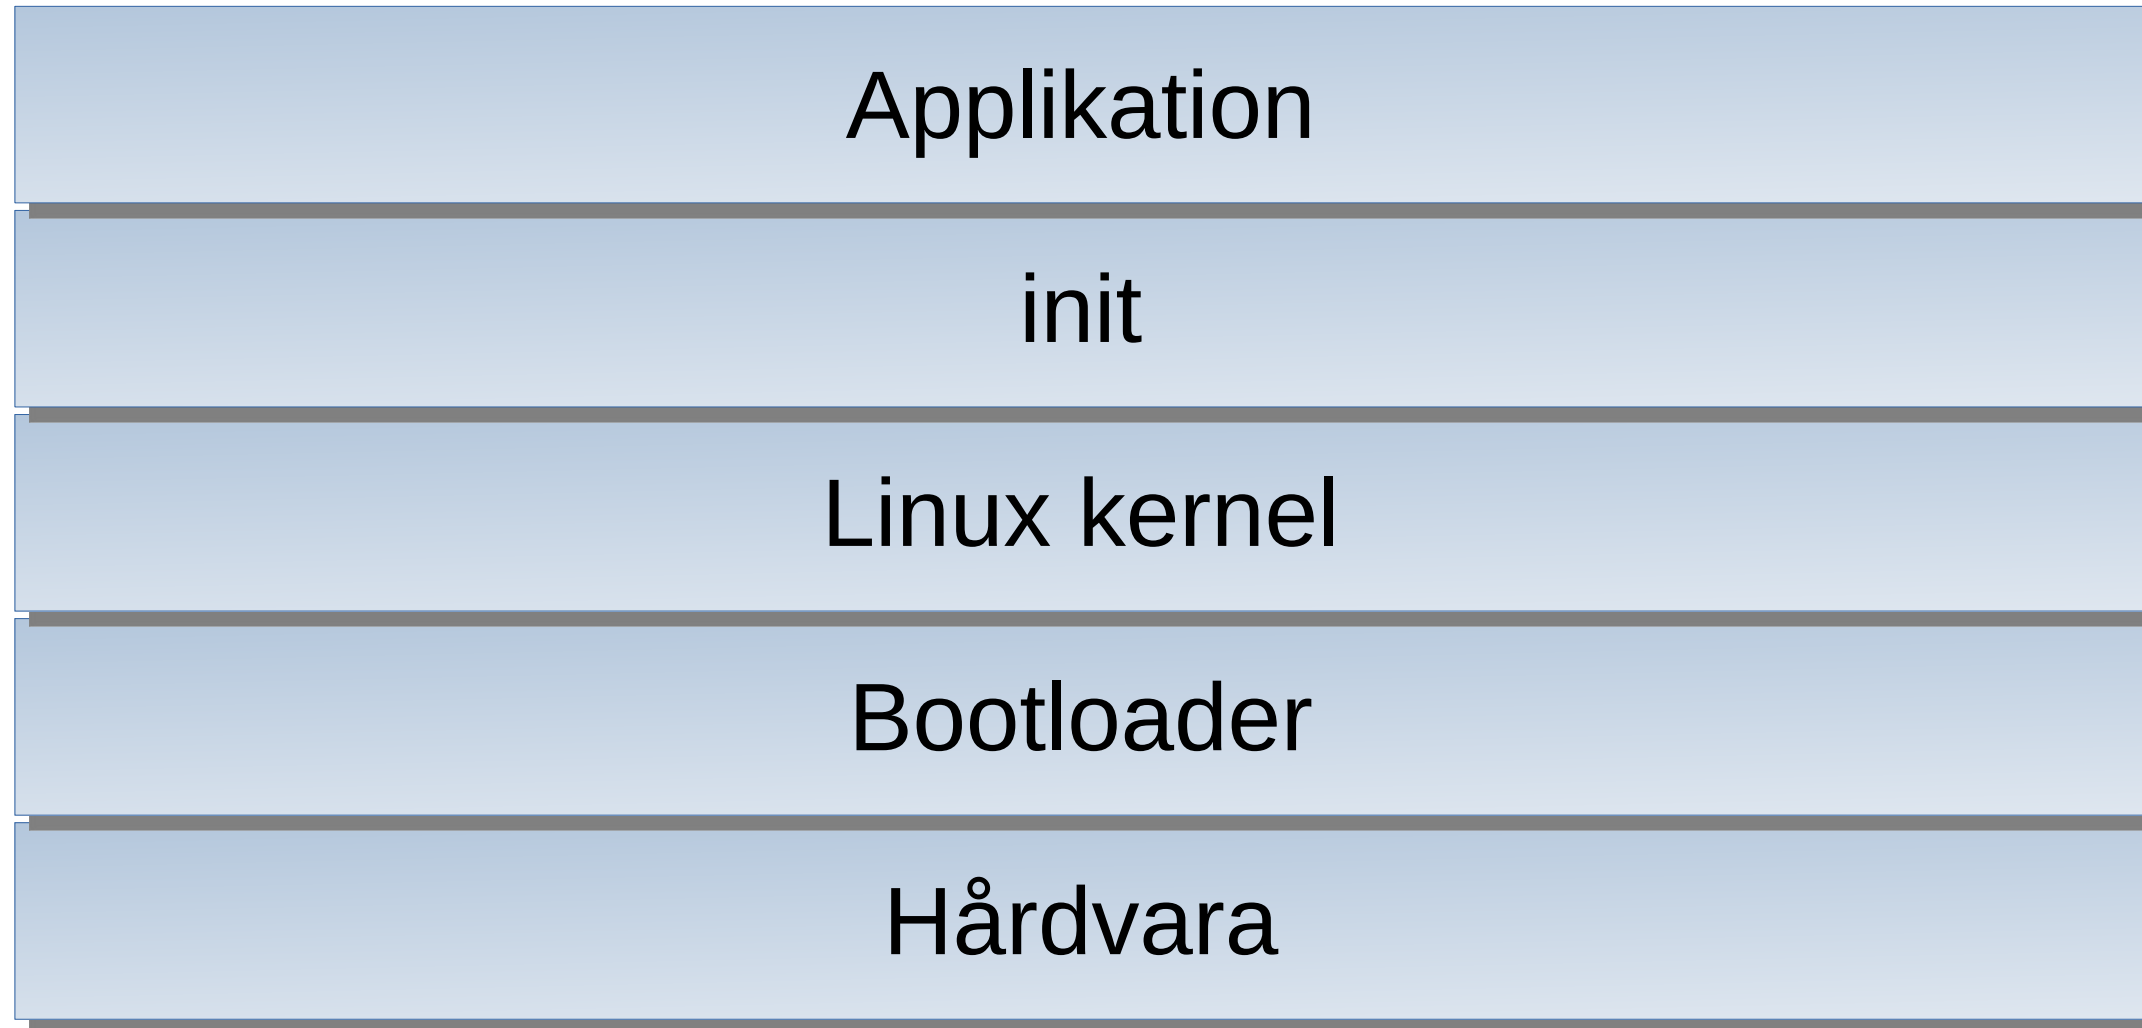 Applikation
init
Linux kernel
Bootloader
Hårdvara